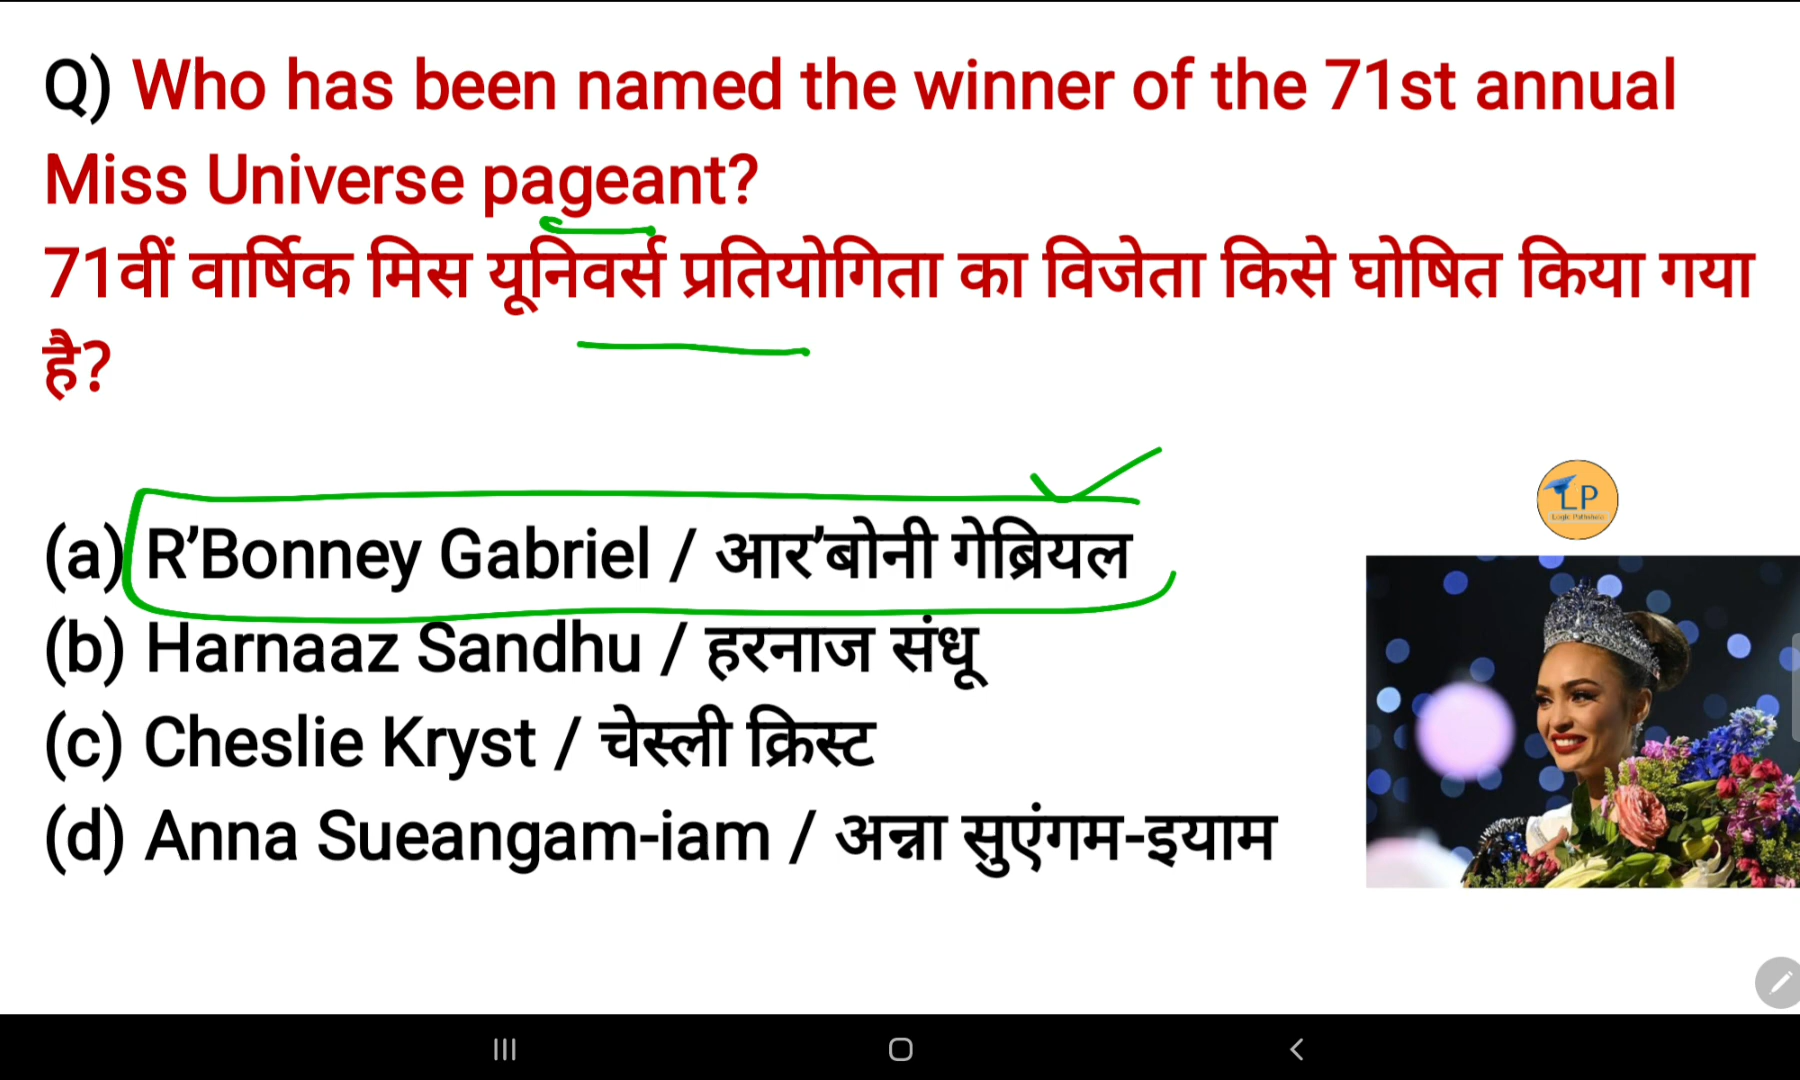 Q) Who has been named the winner of the 71st annual
Miss Universe pageant?
71वीं वार्षिक मिस यूनिवर्स प्रतियोगिता का विजेता किसे घोषित किया गया
है?
(a) R’Bonney Gabriel / आर’बोनी गेब्रियल
(b) Harnaaz Sandhu / हरनाज संधू
(c) Cheslie Kryst / चेस्ली क्रिस्ट
(d) Anna Sueangam-iam / अन्ना सुएंगम-इयाम
LP